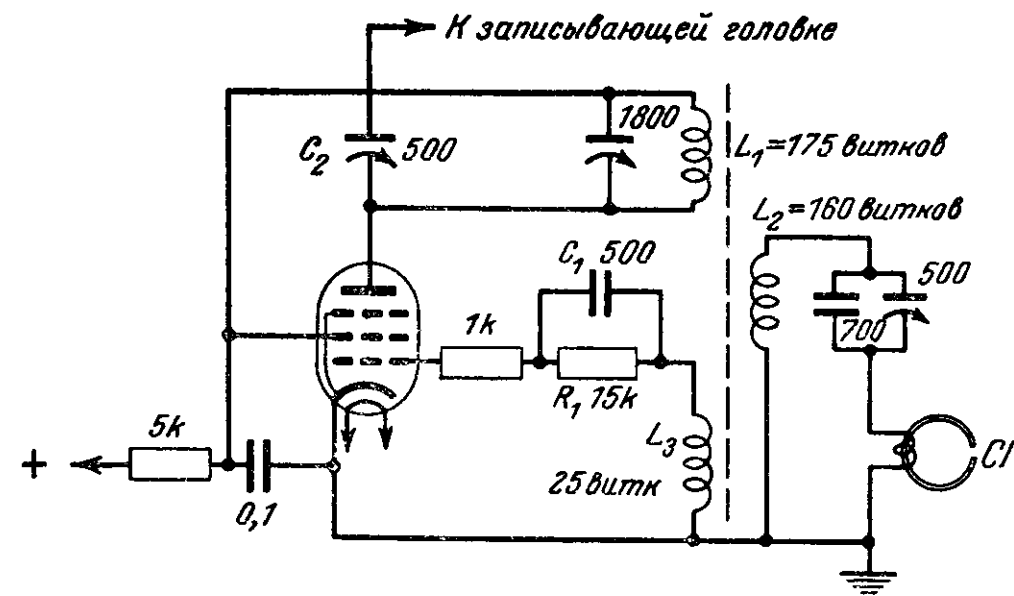 К записывающей головке
C₂ 500
1800
L₁=175 витков
L₂=160 витков
C₁ 500
500
700
1k
R₁ 15k
5k
+
0,1
L₃
25 витк
СГ